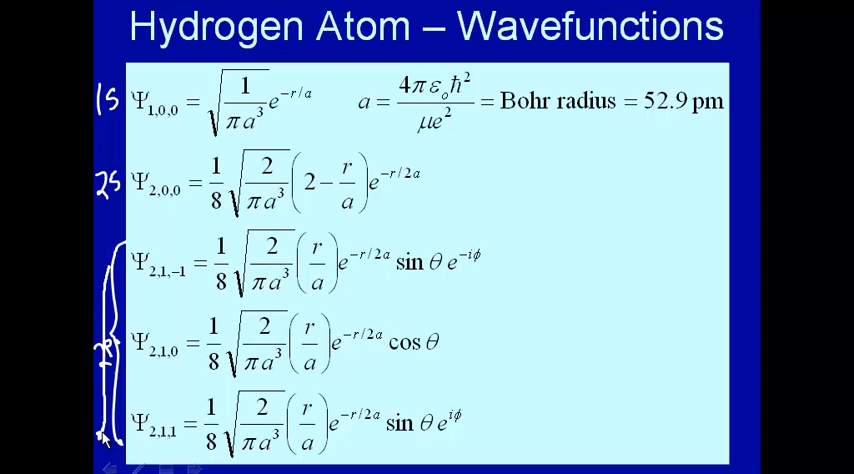 Hydrogen Atom – Wavefunctions
1s Ψ₁,₀,₀ = √(1/(πa³)) e^(−r/a) a = 4πε₀ħ²/(μe²) = Bohr radius = 52.9 pm
2s Ψ₂,₀,₀ = 1/8 √(2/(πa³)) (2 − r/a) e^(−r/2a)
Ψ₂,₁,₋₁ = 1/8 √(2/(πa³)) (r/a) e^(−r/2a) sin θ e^(−iϕ)
Ψ₂,₁,₀ = 1/8 √(2/(πa³)) (r/a) e^(−r/2a) cos θ
Ψ₂,₁,₁ = 1/8 √(2/(πa³)) (r/a) e^(−r/2a) sin θ e^(iϕ)